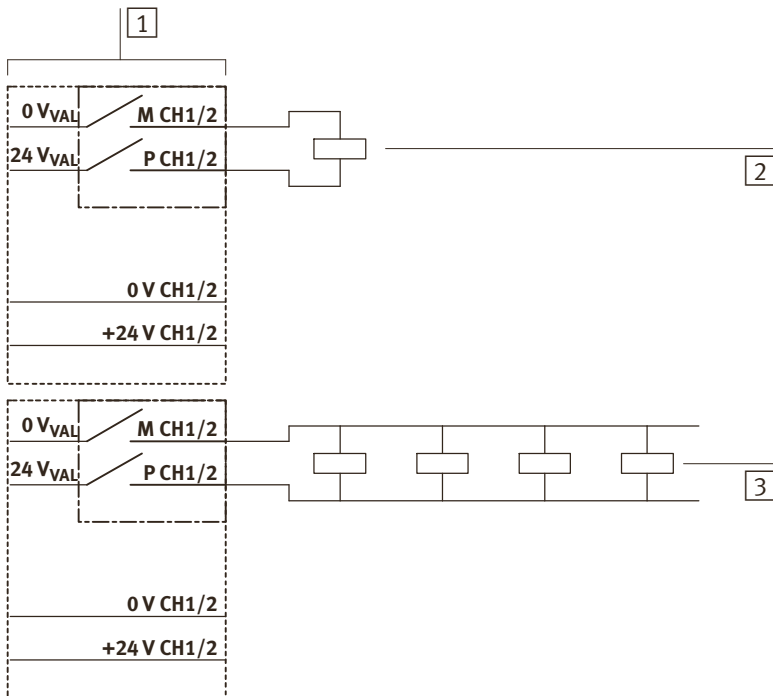 1
0 VVAL M CH1/2
24 VVAL P CH1/2
2
0 V CH1/2
+24 V CH1/2
0 VVAL M CH1/2
24 VVAL P CH1/2
3
0 V CH1/2
+24 V CH1/2